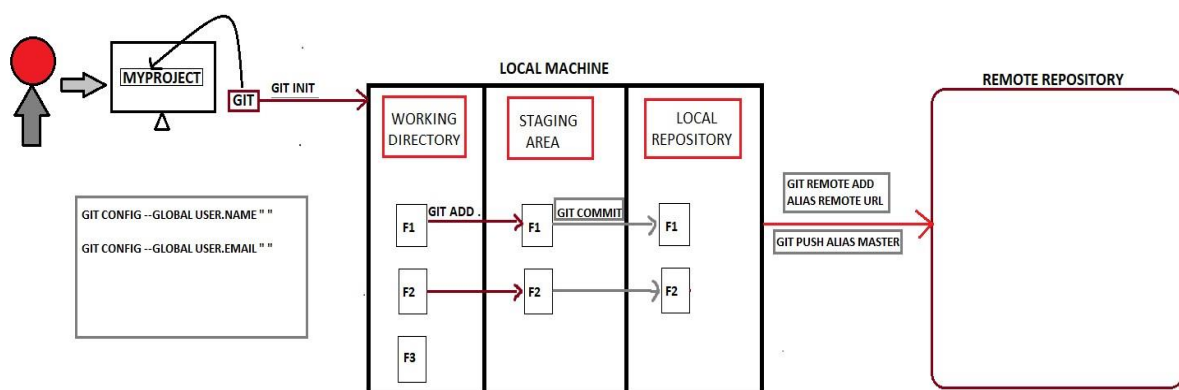 MYPROJECT
GIT
GIT INIT
GIT CONFIG --GLOBAL USER.NAME " "
GIT CONFIG --GLOBAL USER.EMAIL " "
LOCAL MACHINE
WORKING
DIRECTORY
STAGING
AREA
LOCAL
REPOSITORY
F1
GIT ADD .
F1
GIT COMMIT
F1
F2
F2
F2
F3
GIT REMOTE ADD
ALIAS REMOTE URL
GIT PUSH ALIAS MASTER
REMOTE REPOSITORY